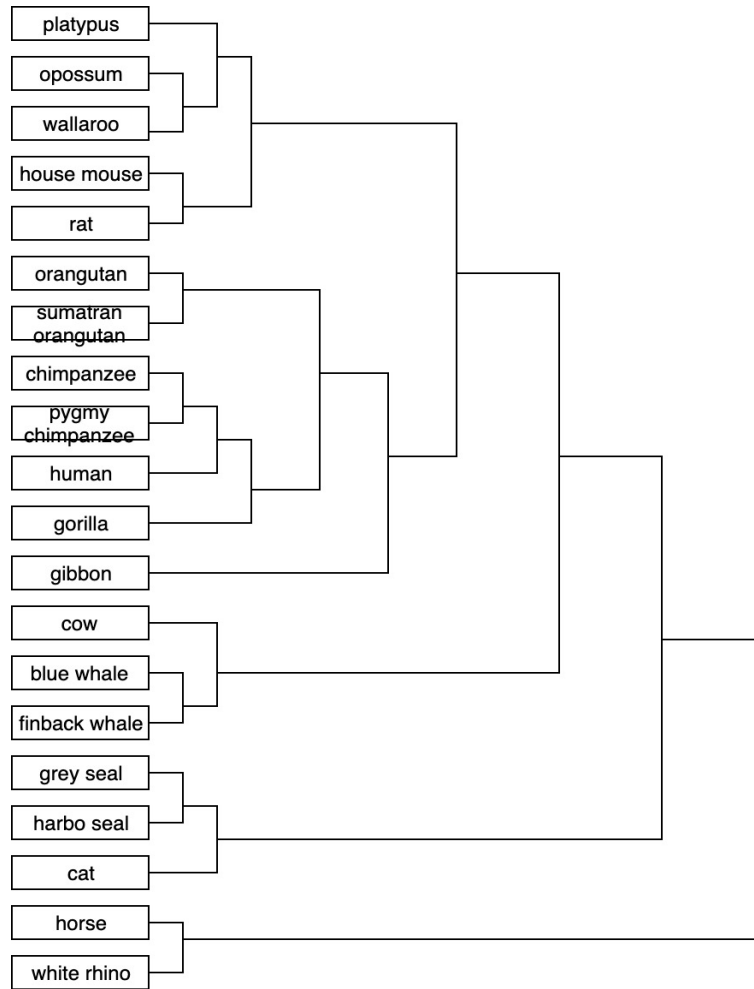 platypus
opossum
wallaroo
house mouse
rat
orangutan
sumatran
orangutan
chimpanzee
pygmy
chimpanzee
human
gorilla
gibbon
cow
blue whale
finback whale
grey seal
harbo seal
cat
horse
white rhino